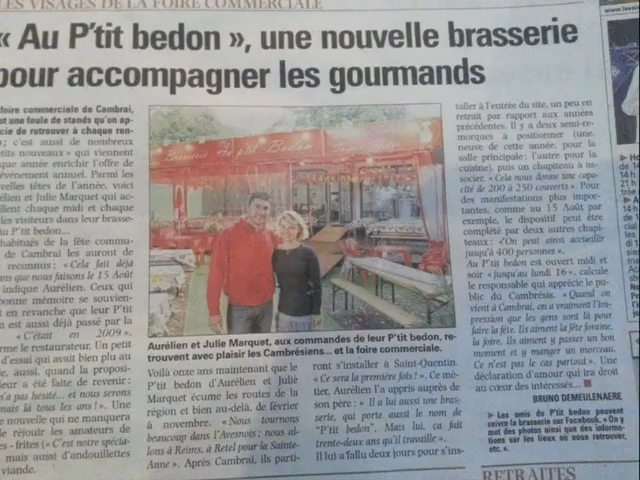 LES VISAGES DE LA FOIRE COMMERCIALE
« Au P'tit bedon », une nouvelle brasserie
pour accompagner les gourmands
foire commerciale de Cambrai,
est une foule de stands qu'on ap-
cie de retrouver à chaque ren-
; c'est aussi de nombreux
tits nouveaux » qui viennent
que année enrichir l'offre de
événement annuel. Parmi les
velles têtes de l'année, voici
élien et Julie Marquet qui ac-
llent chaque midi et chaque
les visiteurs dans leur brasse-
Au P'tit bedon...
habitués de la fête commu-
de Cambrai les auront de
reconnus : « Cela fait déjà
ans que nous faisons le 15 Août
indique Aurélien. Ceux qui
bonne mémoire se souvien-
t en revanche que leur P'tit
n est aussi déjà passé par la
« C'était en 2009 »,
rme le restaurateur. Un petit
d'essai qui avait bien plu au
le, aussi, quand la proposi-
leur a été faite de revenir :
n'a pas hésité... et nous serons
mais là tous les ans ! ». Une
e nouvelle qui ne manquera
e réjouir les amateurs de
- frites (« C'est notre spécia-
mais aussi d'andouillettes
viande.
Brasserie Au p'tit Bedon
Aurélien et Julie Marquet, aux commandes de leur P'tit bedon, re-
trouvent avec plaisir les Cambrésiens... et la foire commerciale.
Voilà onze ans maintenant que le
P'tit bedon d'Aurélien et Julie
Marquet écume les routes de la
région et bien au-delà, de février
à novembre. « Nous tournons
beaucoup dans l'Avesnois ; nous al-
lons à Reims, à Retel pour la Sainte-
Anne ». Après Cambrai, ils parti-
ront s'installer à Saint-Quentin.
« Ce sera la première fois ! ». Ce mé-
tier, Aurélien l'a appris auprès de
son père : « Il a lui aussi une bras-
serie, qui porte aussi le nom de
"P'tit bedon". Mais lui, ça fait
trente-deux ans qu'il travaille ».
Il lui a fallu deux jours pour s'ins-
taller à l'entrée du site, un peu en
retrait par rapport aux années
précédentes. Il y a deux semi-re-
morques à positionner (une
neuve de cette année, pour la
salle principale ; l'autre pour la
cuisine), puis un chapiteau à as-
socier. « Cela nous donne une capa-
cité de 200 à 250 couverts ». Pour
des manifestations plus impor-
tantes, comme au 15 Août par
exemple, le dispositif peut être
complété par deux autres chapi-
teaux : « On peut ainsi accueillir
jusqu'à 400 personnes ».
Au P'tit bedon est ouvert midi et
soir « jusqu'au lundi 16 », calcule
le responsable qui apprécie le pu-
blic du Cambrésis. « Quand on
vient à Cambrai, on a vraiment l'im-
pression que les gens sont là pour
faire la fête. Ils aiment la fête foraine,
la foire. Ils aiment y passer un bon
moment et y manger un morceau.
Ce n'est pas le cas partout ». Une
déclaration d'amour qui ira droit
au cœur des intéressés...
BRUNO DEMEULENAERE
▶ Les amis du P'tit bedon peuvent
suivre la brasserie sur Facebook. « On y
met des photos ainsi que des informa-
tions sur les lieux où nous retrouver,
etc. ».
RETRAITES